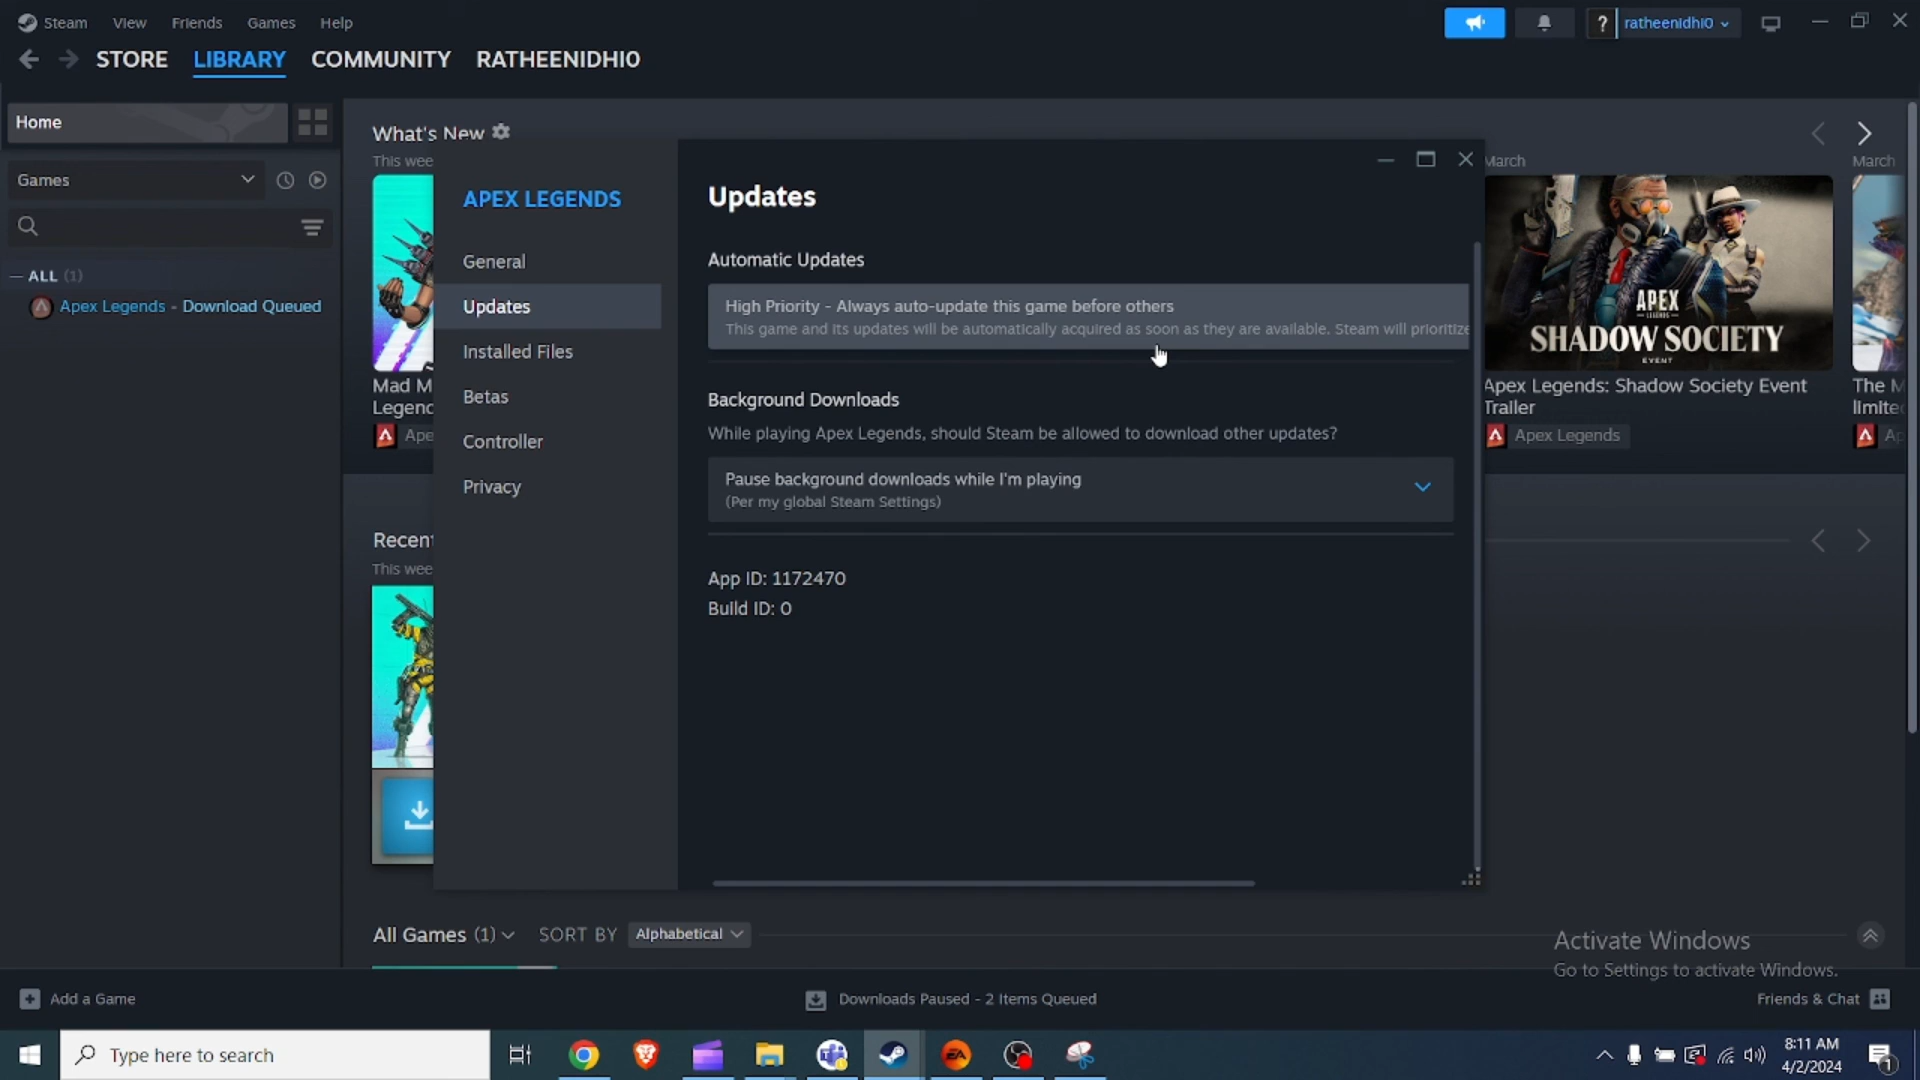 Steam View Friends Games Help
ratheenidhi0
STORE LIBRARY COMMUNITY RATHEENIDHI0
Home
What's New
This wee
March
March
Games
APEX LEGENDS
Updates
General
Automatic Updates
ALL (1)
Apex Legends - Download Queued
Updates
High Priority - Always auto-update this game before others
This game and its updates will be automatically acquired as soon as they are available. Steam will prioritize
APEX
LEGENDS
SHADOW SOCIETY
EVENT
Installed Files
Mad M
Legend
Betas
Background Downloads
Apex Legends: Shadow Society Event
Trailer
The M
limite
Ape
Controller
While playing Apex Legends, should Steam be allowed to download other updates?
Apex Legends
Ap
Privacy
Pause background downloads while I'm playing
(Per my global Steam Settings)
Recen
This wee
App ID: 1172470
Build ID: 0
All Games (1) SORT BY Alphabetical
Activate Windows
Go to Settings to activate Windows.
Add a Game
Downloads Paused - 2 Items Queued
Friends & Chat
Type here to search
8:11 AM
4/2/2024
1